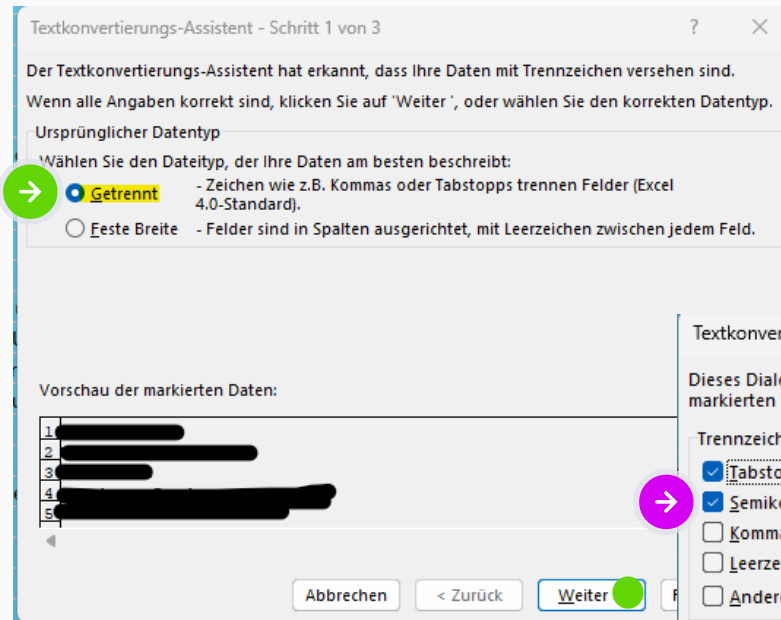 Textkonvertierungs-Assistent - Schritt 1 von 3 ? ×
Der Textkonvertierungs-Assistent hat erkannt, dass Ihre Daten mit Trennzeichen versehen sind.
Wenn alle Angaben korrekt sind, klicken Sie auf 'Weiter ', oder wählen Sie den korrekten Datentyp.
Ursprünglicher Datentyp
Wählen Sie den Dateityp, der Ihre Daten am besten beschreibt:
Getrennt - Zeichen wie z.B. Kommas oder Tabstopps trennen Felder (Excel
4.0-Standard).
Feste Breite - Felder sind in Spalten ausgerichtet, mit Leerzeichen zwischen jedem Feld.
Vorschau der markierten Daten:
1
2
3
4
5
Abbrechen < Zurück Weiter
Textkonver
Dieses Dial
markierten
Trennzeich
Tabsto
Semik
Komm
Leerze
Ander